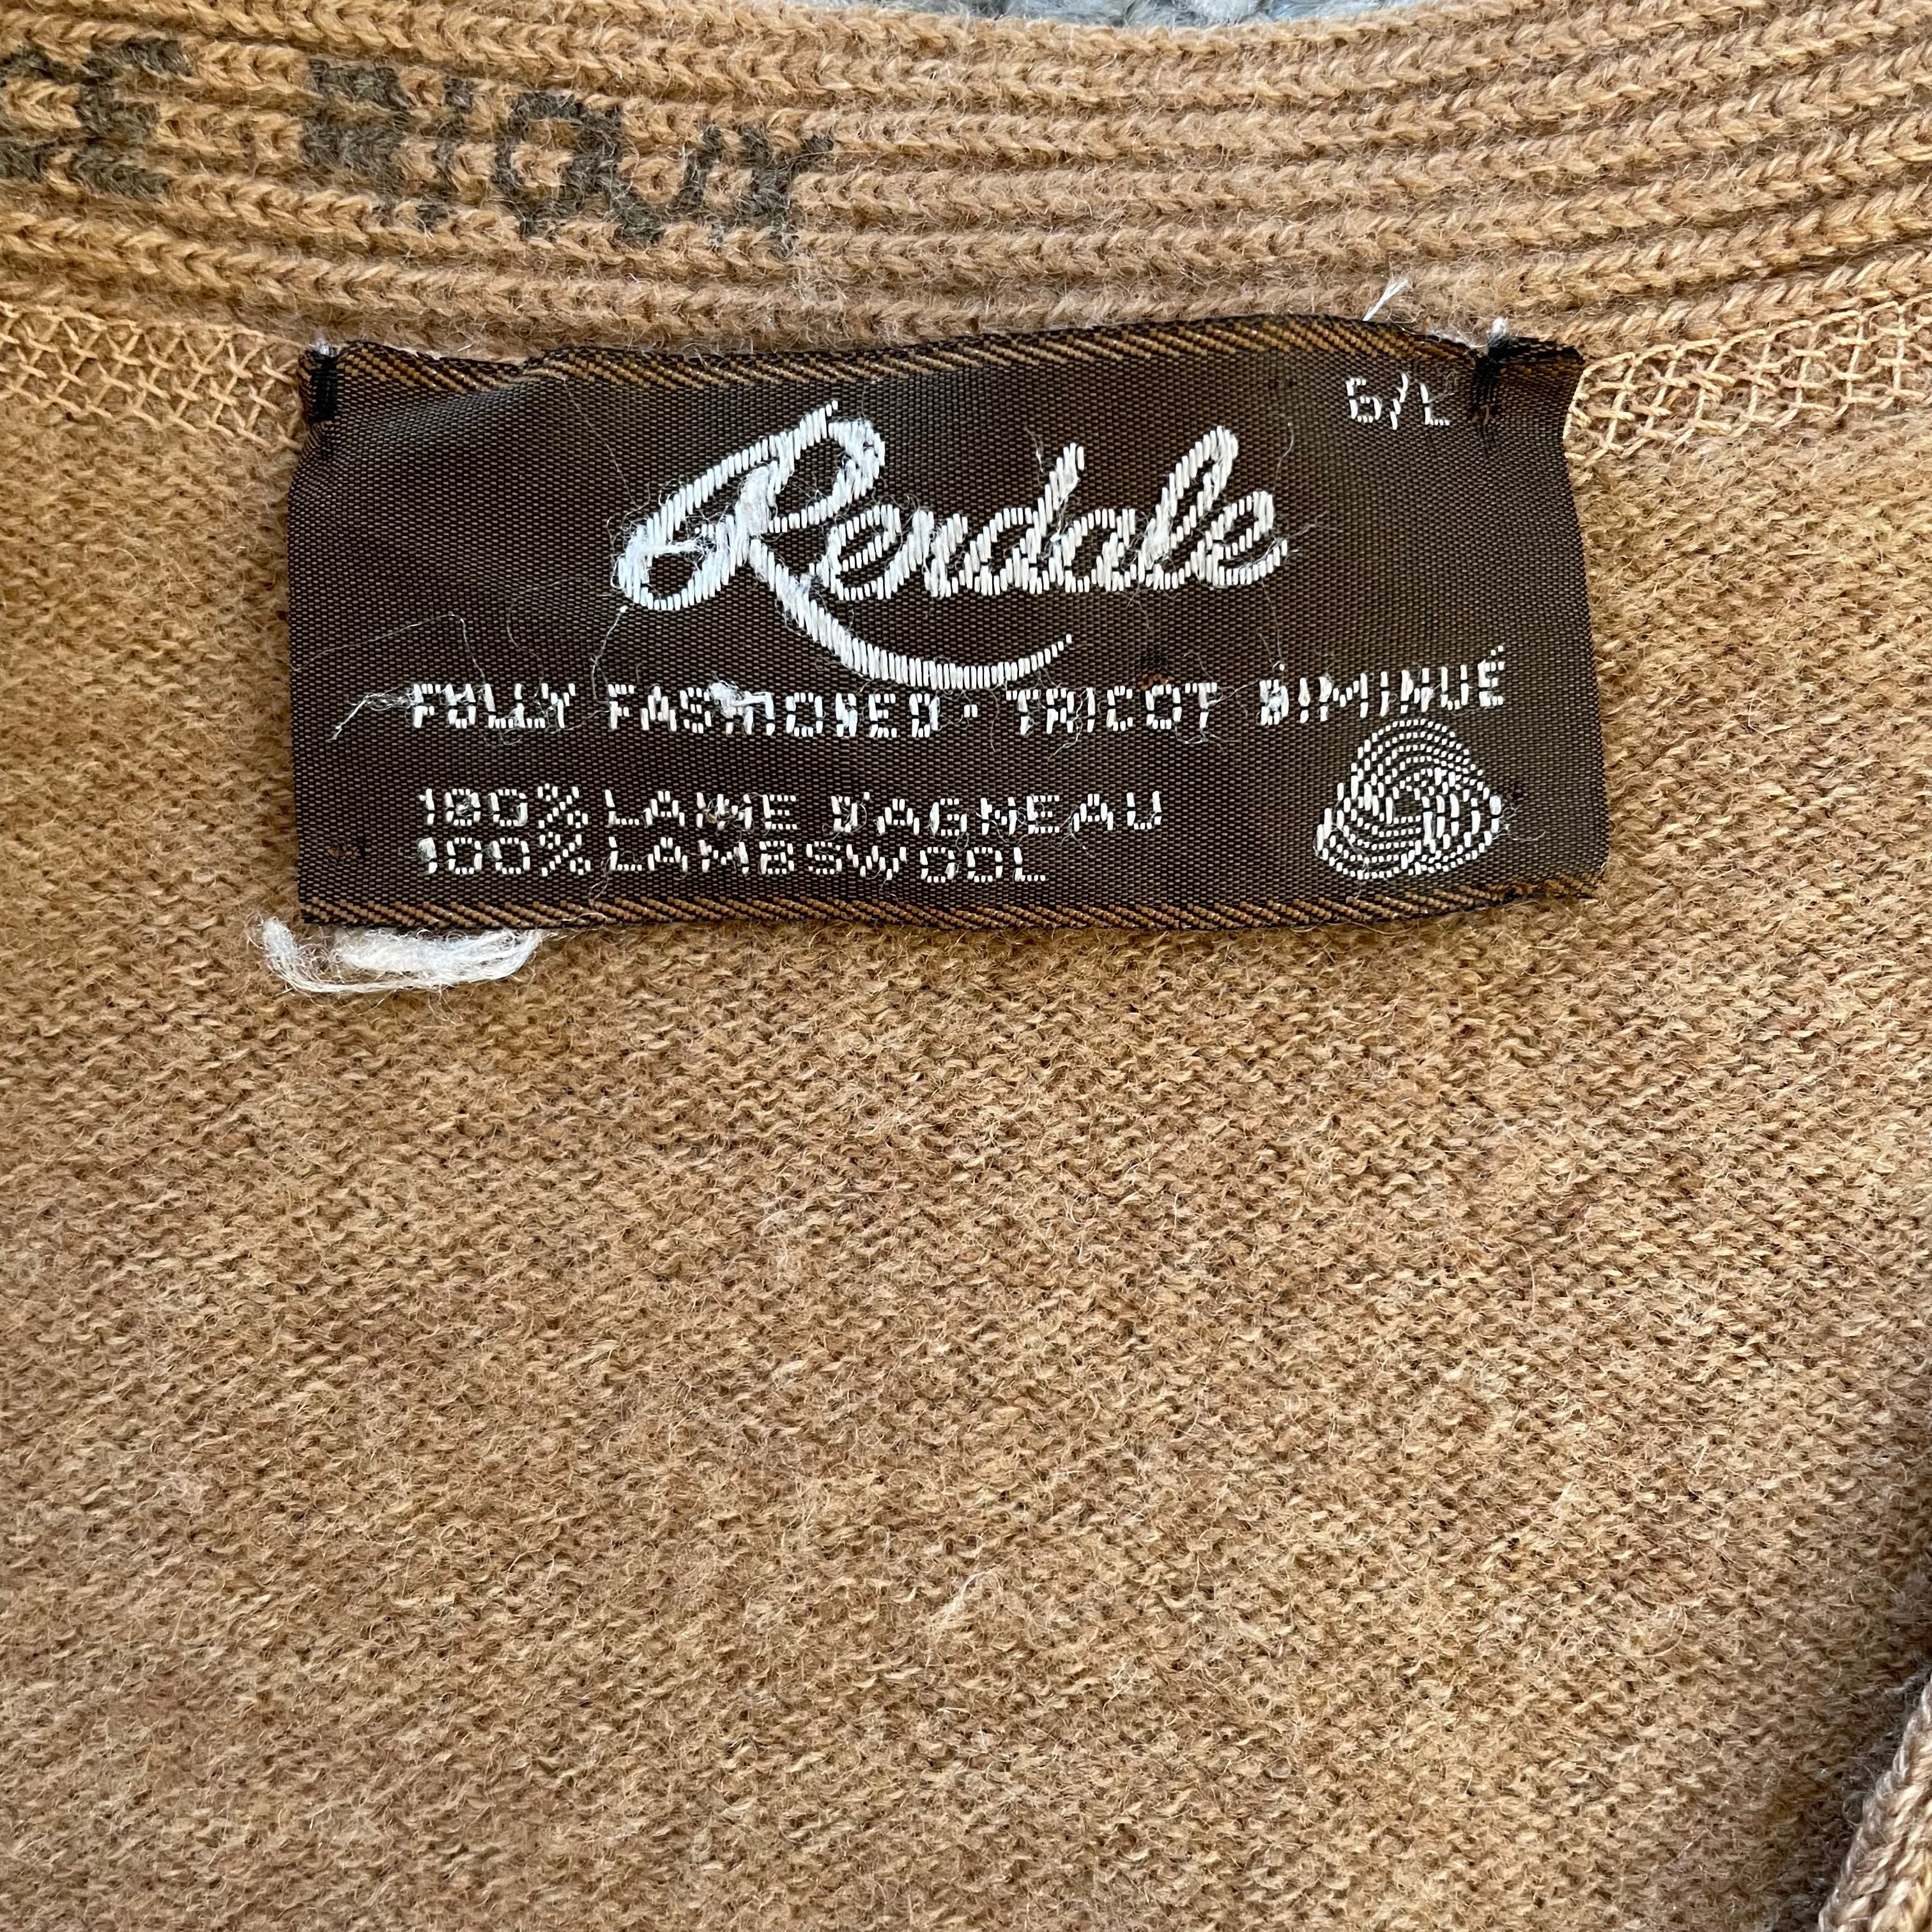 G/L
Rendale
FULLY FASHIONED · TRICOT DIMINUÉ
100% LAINE D'AGNEAU
100% LAMBSWOOL